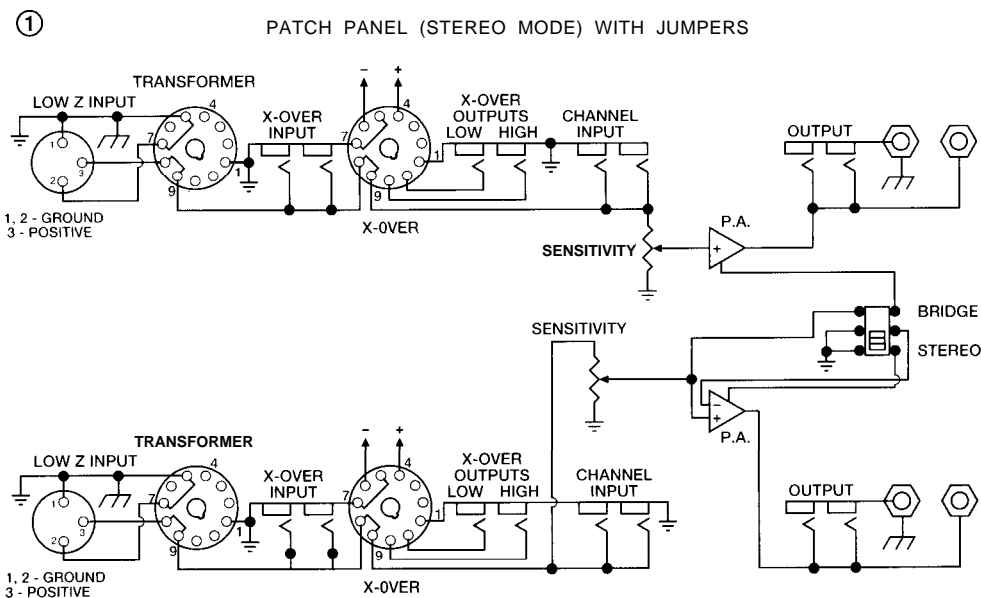 ①
PATCH PANEL (STEREO MODE) WITH JUMPERS
TRANSFORMER
LOW Z INPUT
4
1
3
2
7
1
9
1, 2 - GROUND
3 - POSITIVE
X-OVER
INPUT
-
+
4
7
1
9
X-OVER
X-OVER
OUTPUTS
LOW HIGH
CHANNEL
INPUT
SENSITIVITY
P.A.
+
OUTPUT
BRIDGE
STEREO
SENSITIVITY
-
+
P.A.
TRANSFORMER
LOW Z INPUT
4
1
3
2
7
1
9
1, 2 - GROUND
3 - POSITIVE
X-OVER
INPUT
-
+
4
7
1
9
X-OVER
X-OVER
OUTPUTS
LOW HIGH
CHANNEL
INPUT
OUTPUT